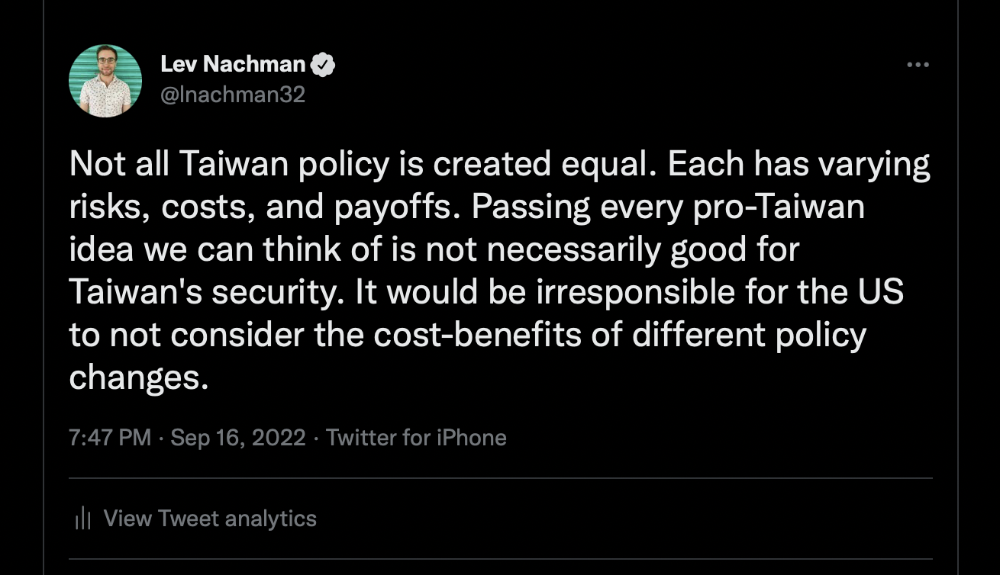 Lev Nachman
@lnachman32
Not all Taiwan policy is created equal. Each has varying
risks, costs, and payoffs. Passing every pro-Taiwan
idea we can think of is not necessarily good for
Taiwan's security. It would be irresponsible for the US
to not consider the cost-benefits of different policy
changes.
7:47 PM · Sep 16, 2022 · Twitter for iPhone
View Tweet analytics